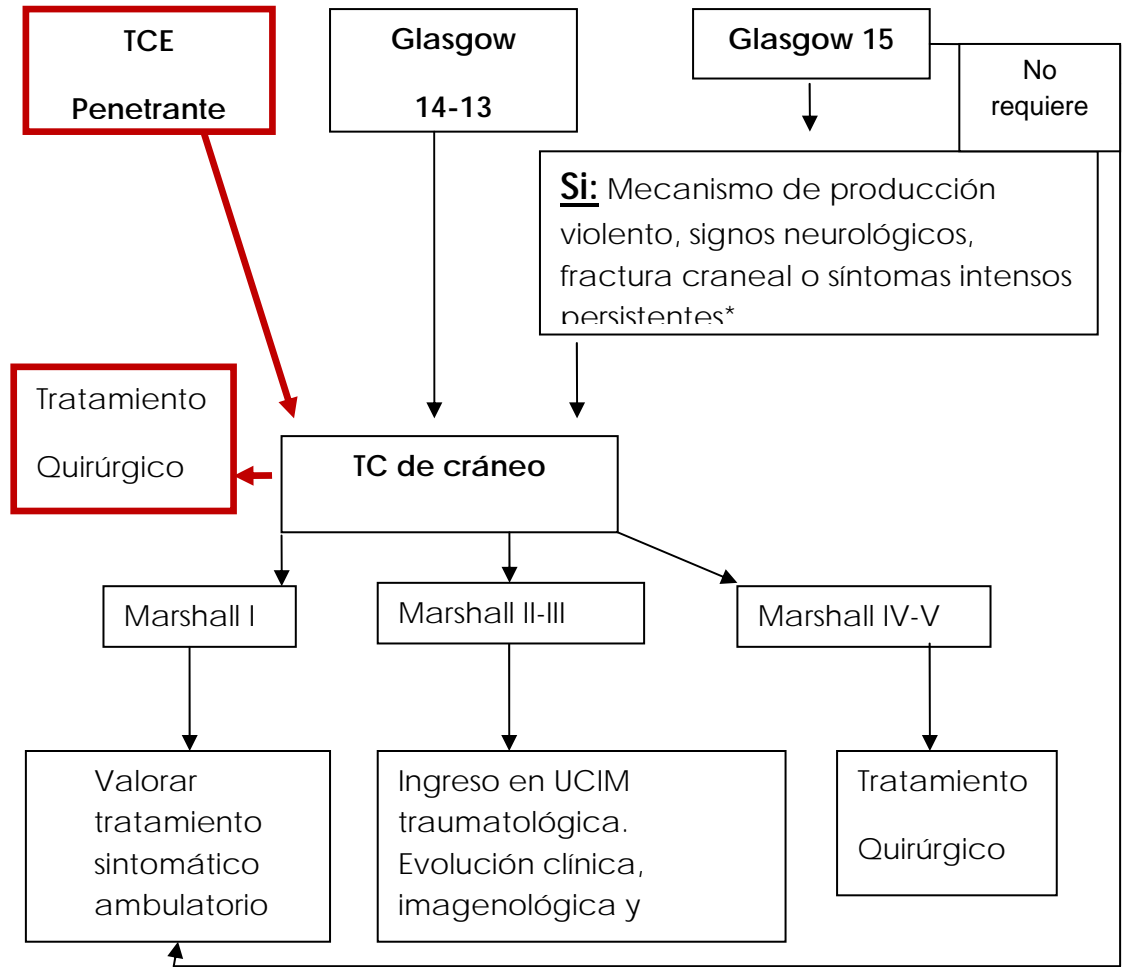 TCE
Penetrante
Glasgow
14-13
Glasgow 15
No
requiere
Si: Mecanismo de producción
violento, signos neurológicos,
fractura craneal o síntomas intensos
persistentes*
Tratamiento
Quirúrgico
TC de cráneo
Marshall I
Marshall II-III
Marshall IV-V
Valorar
tratamiento
sintomático
ambulatorio
Ingreso en UCIM
traumatológica.
Evolución clínica,
imagenológica y
Tratamiento
Quirúrgico